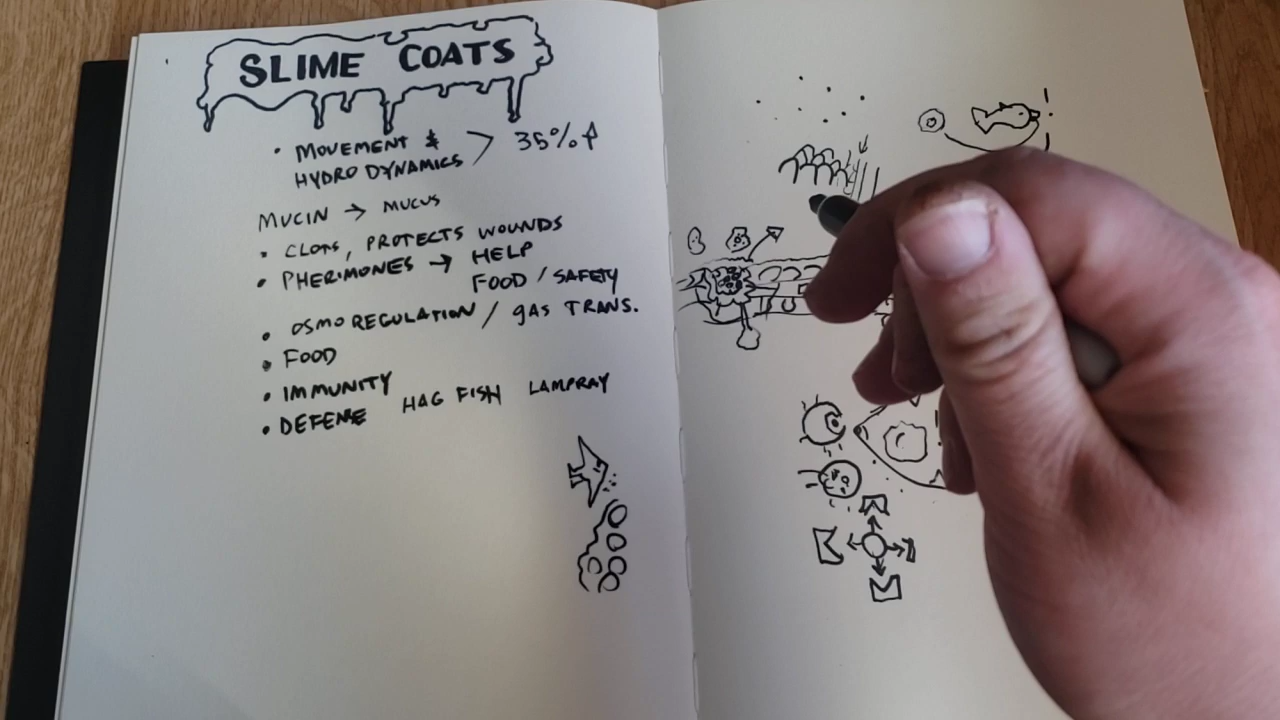 SLIME COATS
• MOVEMENT &
HYDRO DYNAMICS > 35% ↑
MUCIN → MUCUS
• CLOTS, PROTECTS WOUNDS
• PHERIMONES → HELP
FOOD / SAFETY
• OSMOREGULATION / GAS TRANS.
• FOOD
• IMMUNITY
• DEFENSE HAG FISH LAMPRAY